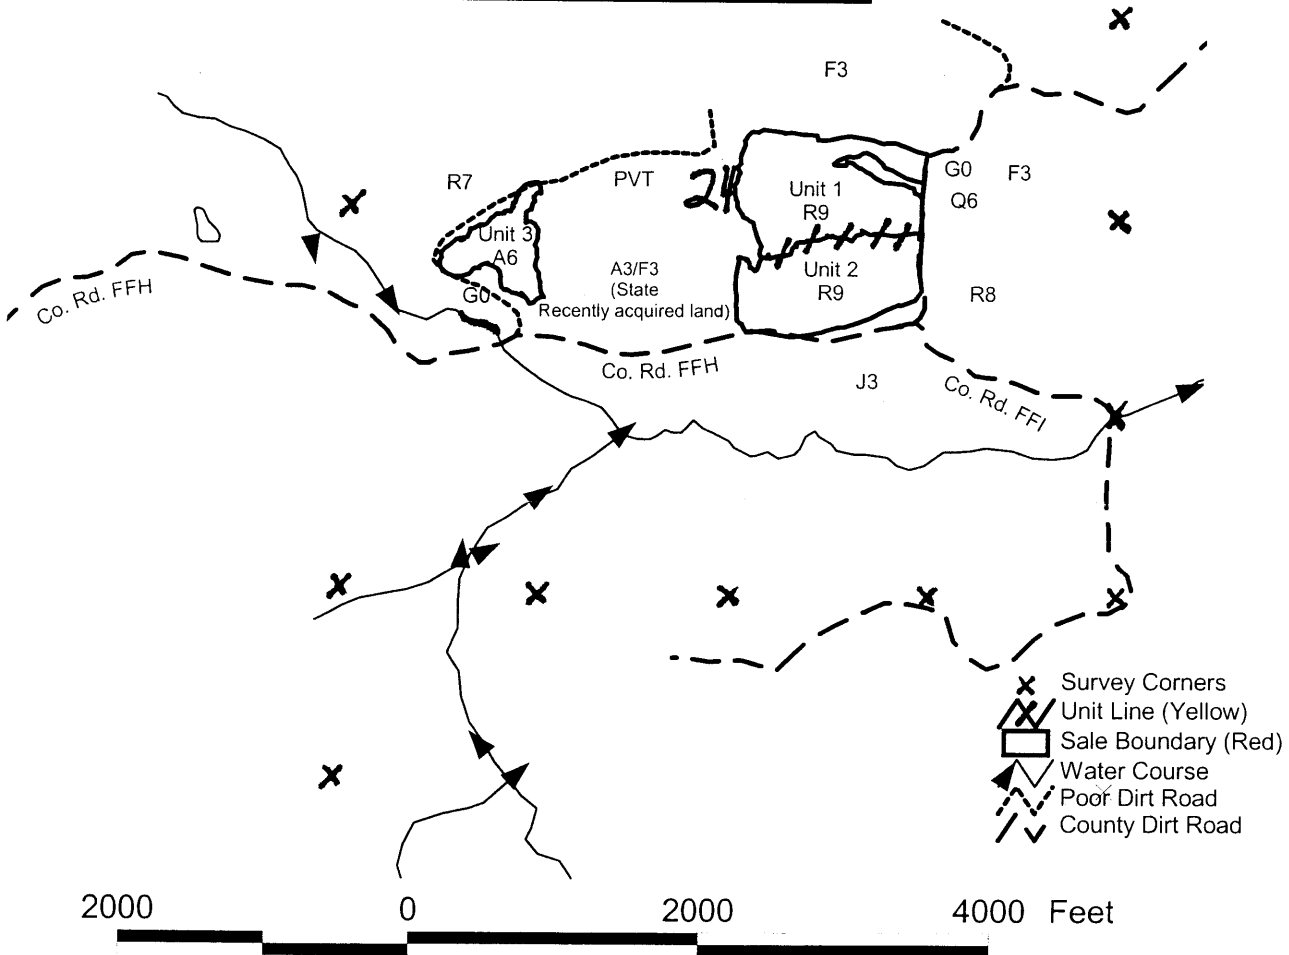 F3
R7
PVT
24
G0
F3
Unit 1
R9
Q6
Unit 3
A6
A3/F3
(State
Recently acquired land)
Unit 2
R9
R8
G0
Co. Rd. FFH
Co. Rd. FFH
J3
Co. Rd. FFI
Survey Corners
Unit Line (Yellow)
Sale Boundary (Red)
Water Course
Poor Dirt Road
County Dirt Road
2000 0 2000 4000 Feet